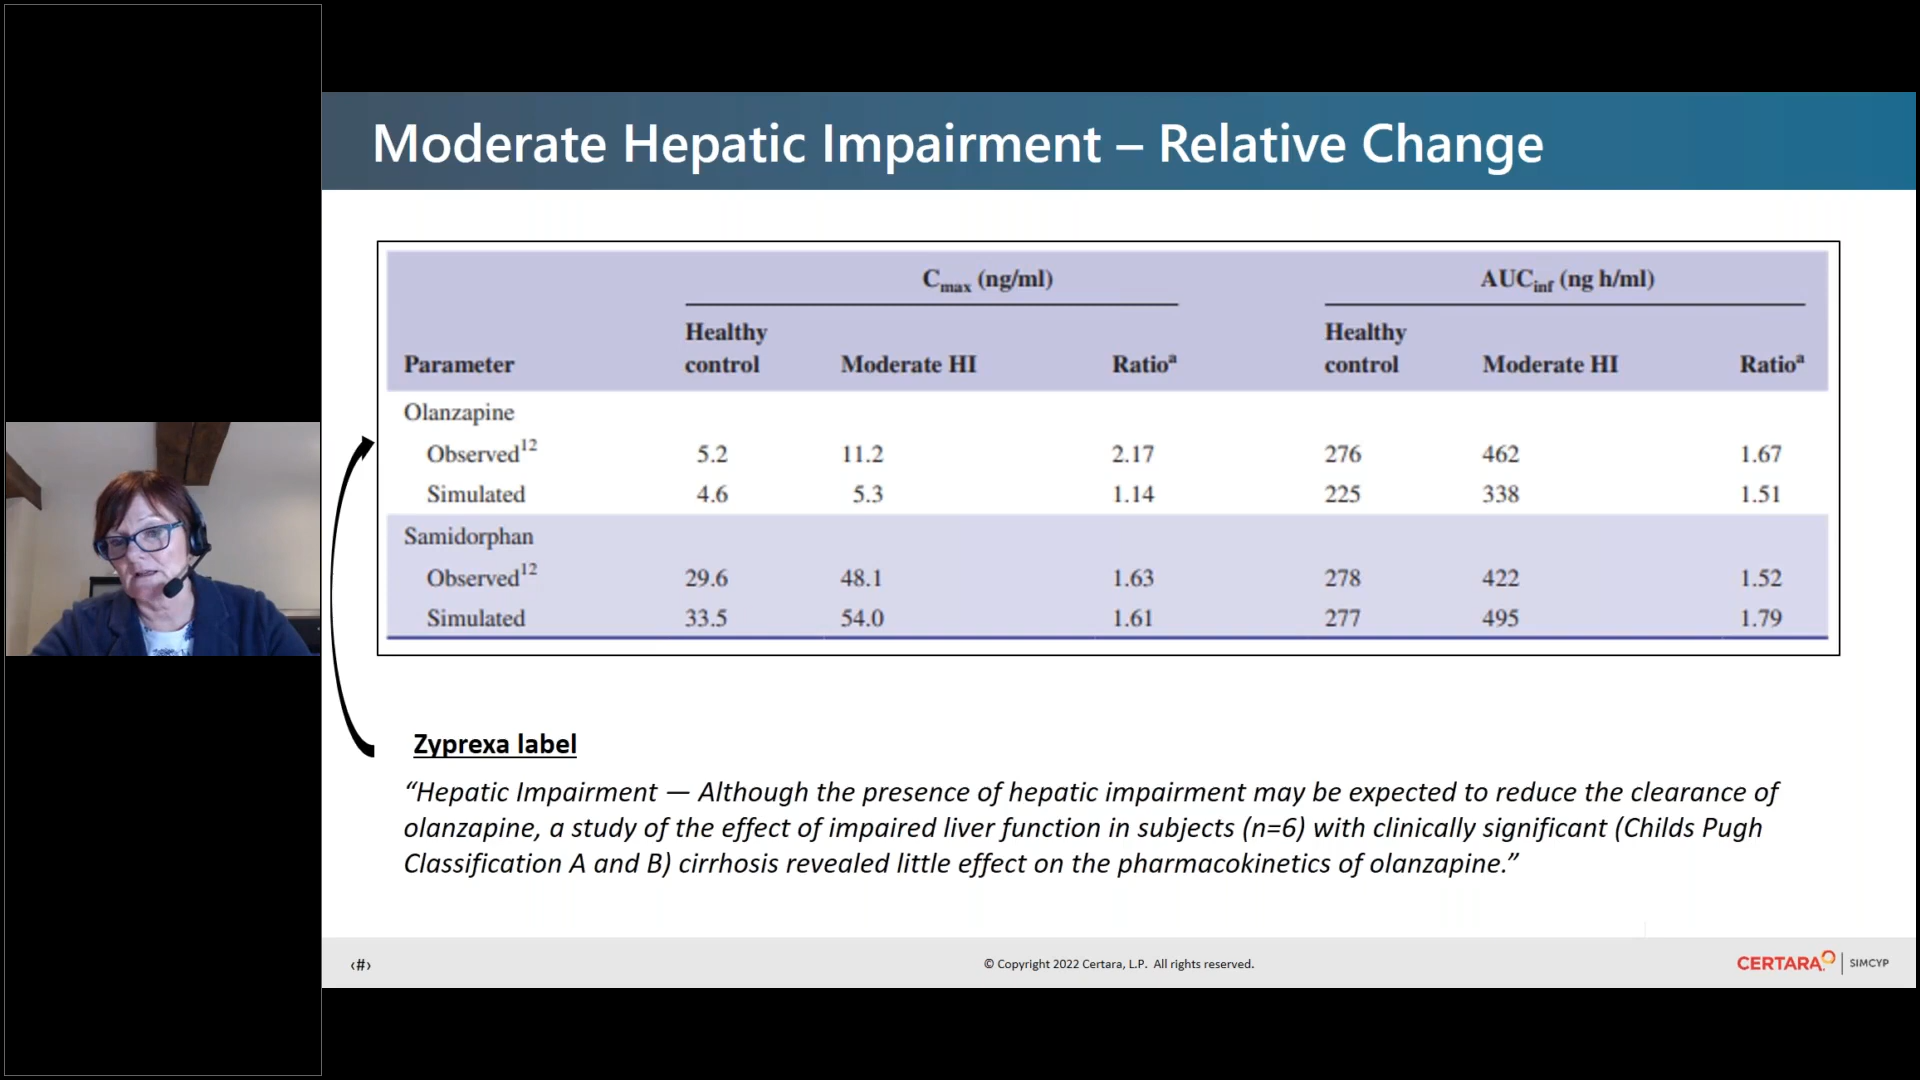 Moderate Hepatic Impairment – Relative Change
Cmax (ng/ml) AUCinf (ng h/ml)
Healthy Healthy
Parameter control Moderate HI Ratioª control Moderate HI Ratioª
Olanzapine
Observed¹² 5.2 11.2 2.17 276 462 1.67
Simulated 4.6 5.3 1.14 225 338 1.51
Samidorphan
Observed¹² 29.6 48.1 1.63 278 422 1.52
Simulated 33.5 54.0 1.61 277 495 1.79
Zyprexa label
“Hepatic Impairment — Although the presence of hepatic impairment may be expected to reduce the clearance of
olanzapine, a study of the effect of impaired liver function in subjects (n=6) with clinically significant (Childs Pugh
Classification A and B) cirrhosis revealed little effect on the pharmacokinetics of olanzapine.”
‹#› © Copyright 2022 Certara, L.P. All rights reserved. CERTARA | SIMCYP